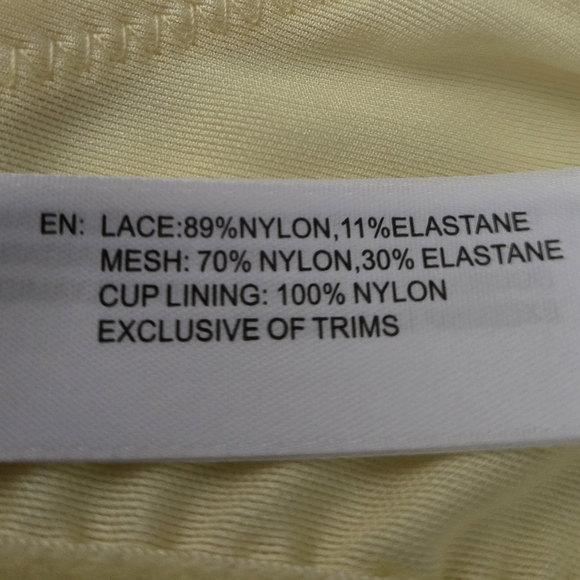 EN: LACE:89%NYLON,11%ELASTANE
MESH: 70% NYLON,30% ELASTANE
CUP LINING: 100% NYLON
EXCLUSIVE OF TRIMS